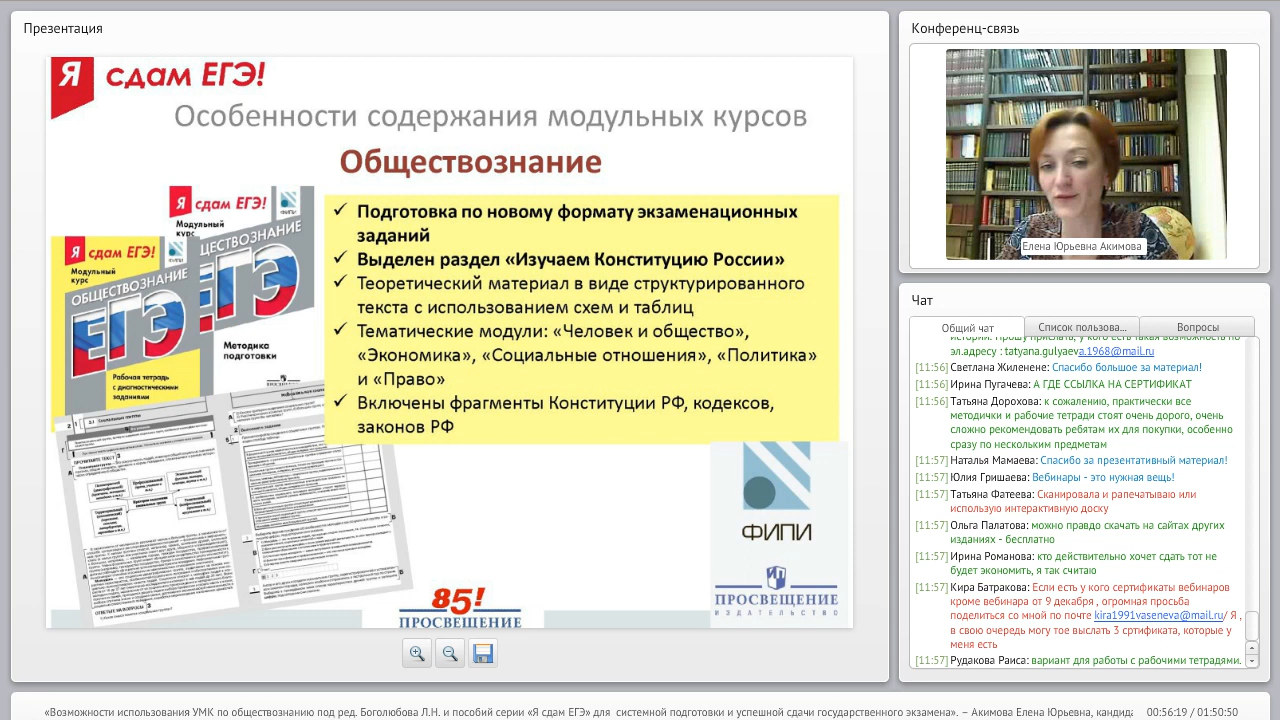 Презентация
Я сдам ЕГЭ!
Особенности содержания модульных курсов
Обществознание
Я сдам ЕГЭ!
ФИПИ
Модульный
курс
ОБЩЕСТВОЗНАНИЕ
ЕГЭ
Методика
подготовки
Я сдам ЕГЭ!
Модульный
курс
ОБЩЕСТВОЗНАНИЕ
ЕГЭ
Рабочая тетрадь
с диагностическими
заданиями
✓ Подготовка по новому формату экзаменационных
заданий
✓ Выделен раздел «Изучаем Конституцию России»
✓ Теоретический материал в виде структурированного
текста с использованием схем и таблиц
✓ Тематические модули: «Человек и общество»,
«Экономика», «Социальные отношения», «Политика»
и «Право»
✓ Включены фрагменты Конституции РФ, кодексов,
законов РФ
ФИПИ
ПРОСВЕЩЕНИЕ
ИЗДАТЕЛЬСТВО
85!
ПРОСВЕЩЕНИЕ
Конференц-связь
Елена Юрьевна Акимова
Чат
Общий чат
Список пользова...
Вопросы
эл.адресу : tatyana.gulyaeva.1968@mail.ru
[11:56] Светлана Жиленене: Спасибо большое за материал!
[11:56] Ирина Пугачева: А ГДЕ ССЫЛКА НА СЕРТИФИКАТ
[11:56] Татьяна Дорохова: к сожалению, практически все
методички и рабочие тетради стоят очень дорого, очень
сложно рекомендовать ребятам их для покупки, особенно
сразу по нескольким предметам
[11:57] Наталья Мамаева: Спасибо за презентативный материал!
[11:57] Юлия Гришаева: Вебинары - это нужная вещь!
[11:57] Татьяна Фатеева: Сканировала и рапечатываю или
использую интерактивную доску
[11:57] Ольга Палатова: можно правдо скачать на сайтах других
изданиях - бесплатно
[11:57] Ирина Романова: кто действительно хочет сдать тот не
будет экономить, я так считаю
[11:57] Кира Батракова: Если есть у кого сертификаты вебинаров
кроме вебинара от 9 декабря , огромная просьба
поделиться со мной по почте kira1991vaseneva@mail.ru/ Я ,
в свою очередь могу тое выслать 3 сртификата, которые у
меня есть
[11:57] Рудакова Раиса: вариант для работы с рабочими тетрадями.
«Возможности использования УМК по обществознанию под ред. Боголюбова Л.Н. и пособий серии «Я сдам ЕГЭ» для системной подготовки и успешной сдачи государственного экзамена». – Акимова Елена Юрьевна, кандид
00:56:19 / 01:50:50